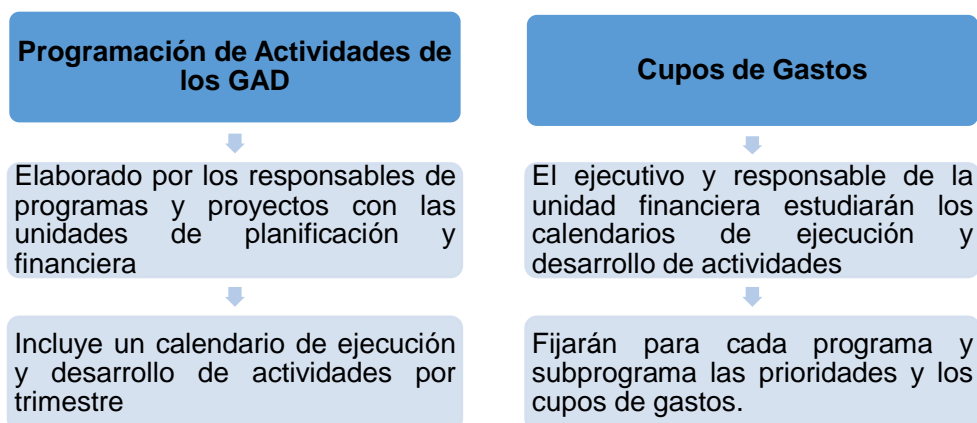 Programación de Actividades de
los GAD
Elaborado por los responsables de
programas y proyectos con las
unidades de planificación y
financiera
Incluye un calendario de ejecución
y desarrollo de actividades por
trimestre
Cupos de Gastos
El ejecutivo y responsable de la
unidad financiera estudiarán los
calendarios de ejecución y
desarrollo de actividades
Fijarán para cada programa y
subprograma las prioridades y los
cupos de gastos.